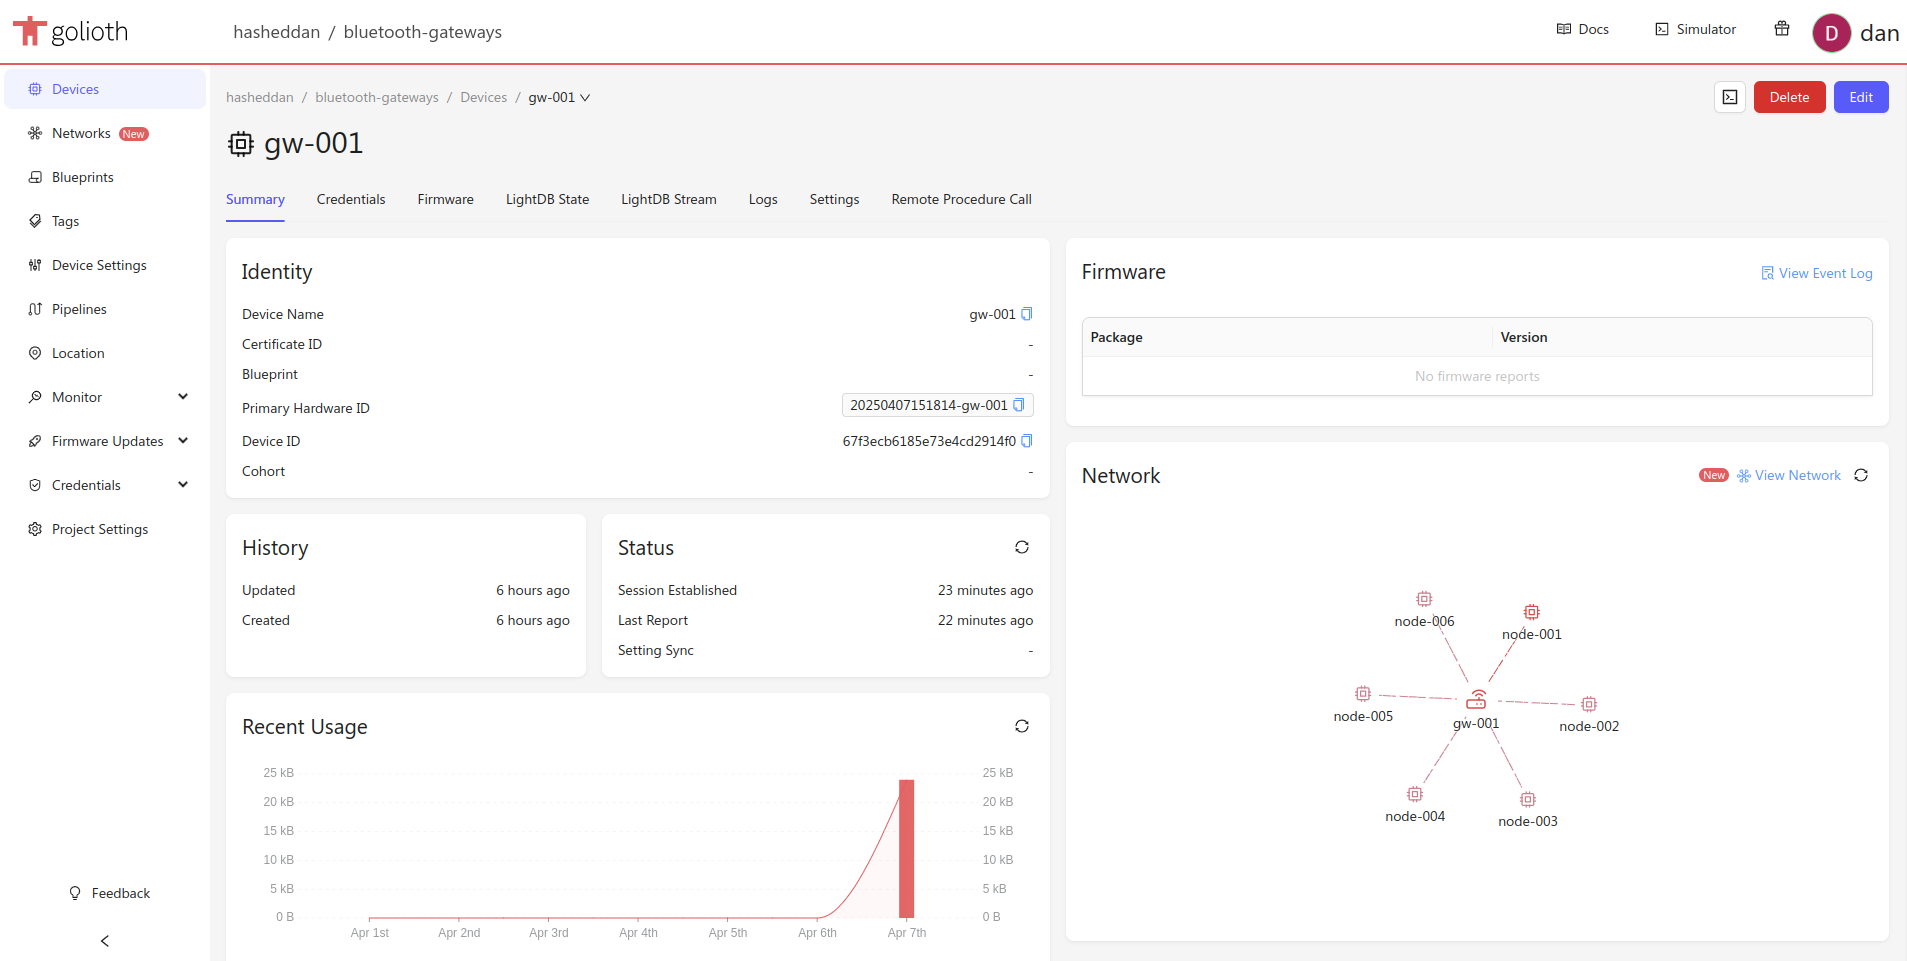 golioth
hasheddan / bluetooth-gateways
Docs
Simulator
D
dan
Devices
Networks New
Blueprints
Tags
Device Settings
Pipelines
Location
Monitor
Firmware Updates
Credentials
Project Settings
Feedback
hasheddan / bluetooth-gateways / Devices / gw-001
Delete
Edit
gw-001
Summary
Credentials
Firmware
LightDB State
LightDB Stream
Logs
Settings
Remote Procedure Call
Identity
Device Name gw-001
Certificate ID -
Blueprint -
Primary Hardware ID 20250407151814-gw-001
Device ID 67f3ecb6185e73e4cd2914f0
Cohort -
History
Updated 6 hours ago
Created 6 hours ago
Status
Session Established 23 minutes ago
Last Report 22 minutes ago
Setting Sync -
Recent Usage
25 kB 25 kB
20 kB 20 kB
15 kB 15 kB
10 kB 10 kB
5 kB 5 kB
0 B 0 B
Apr 1st Apr 2nd Apr 3rd Apr 4th Apr 5th Apr 6th Apr 7th
Firmware
View Event Log
Package Version
No firmware reports
Network
New View Network
node-006
node-001
node-005
gw-001
node-002
node-004
node-003